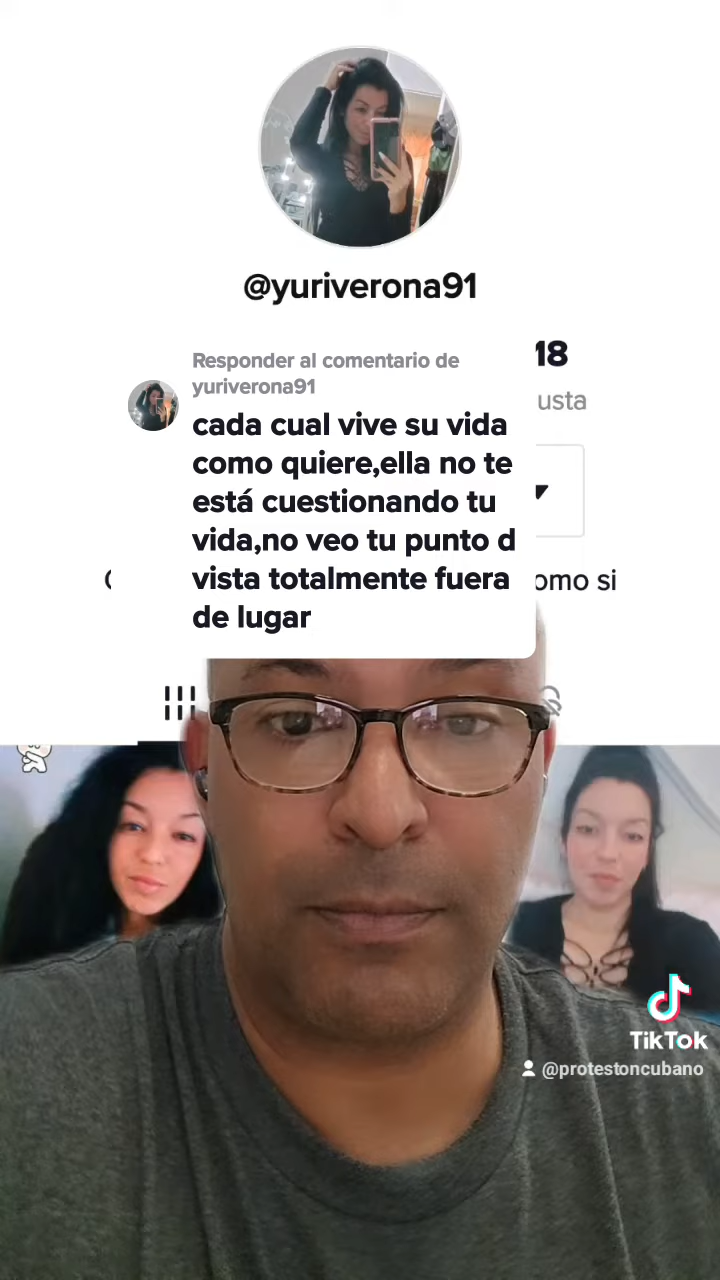 @yuriverona91
Responder al comentario de
yuriverona91
cada cual vive su vida
como quiere,ella no te
está cuestionando tu
vida,no veo tu punto d
vista totalmente fuera
de lugar
18
usta
omo si
TikTok
@protestoncubano